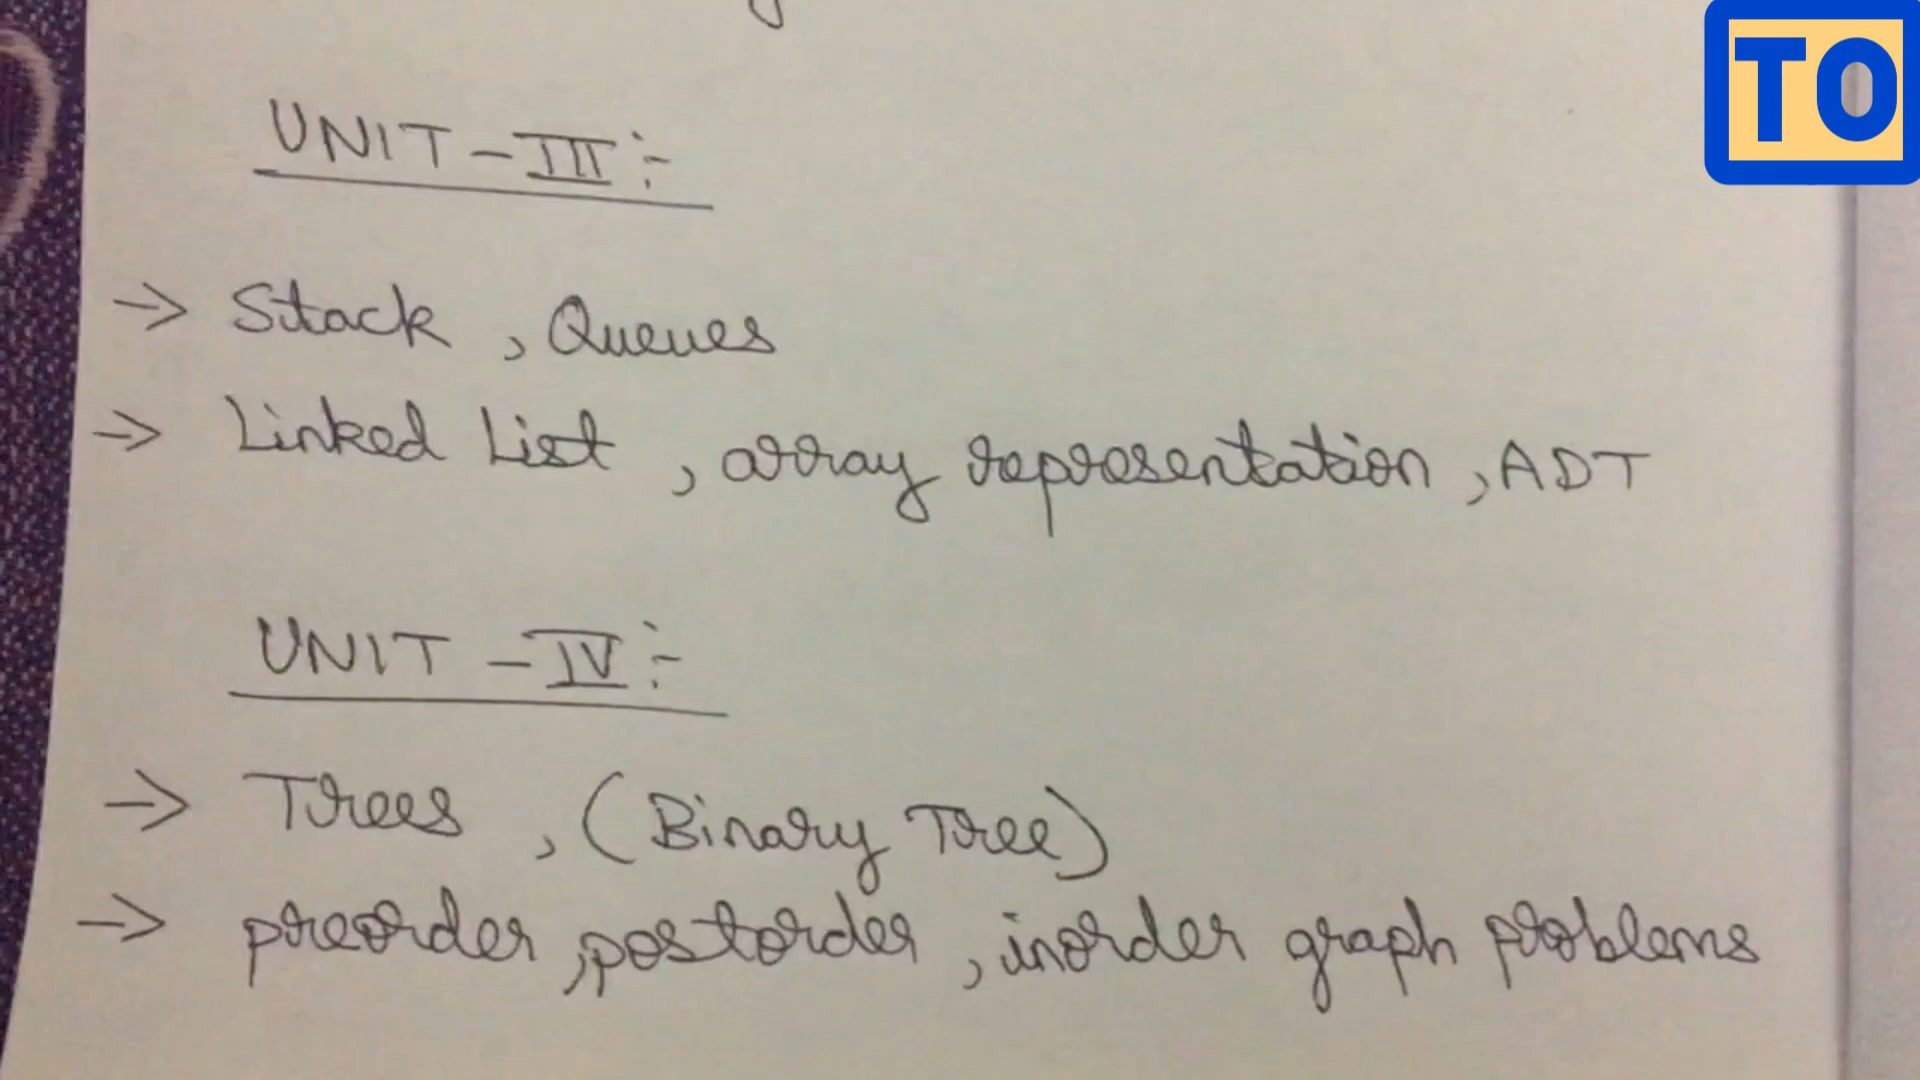 TO
UNIT-III :-
→ Stack, Queues
→ Linked List, array representation, ADT
UNIT-IV :-
→ Trees, (Binary Tree)
→ preorder, postorder, inorder graph problems